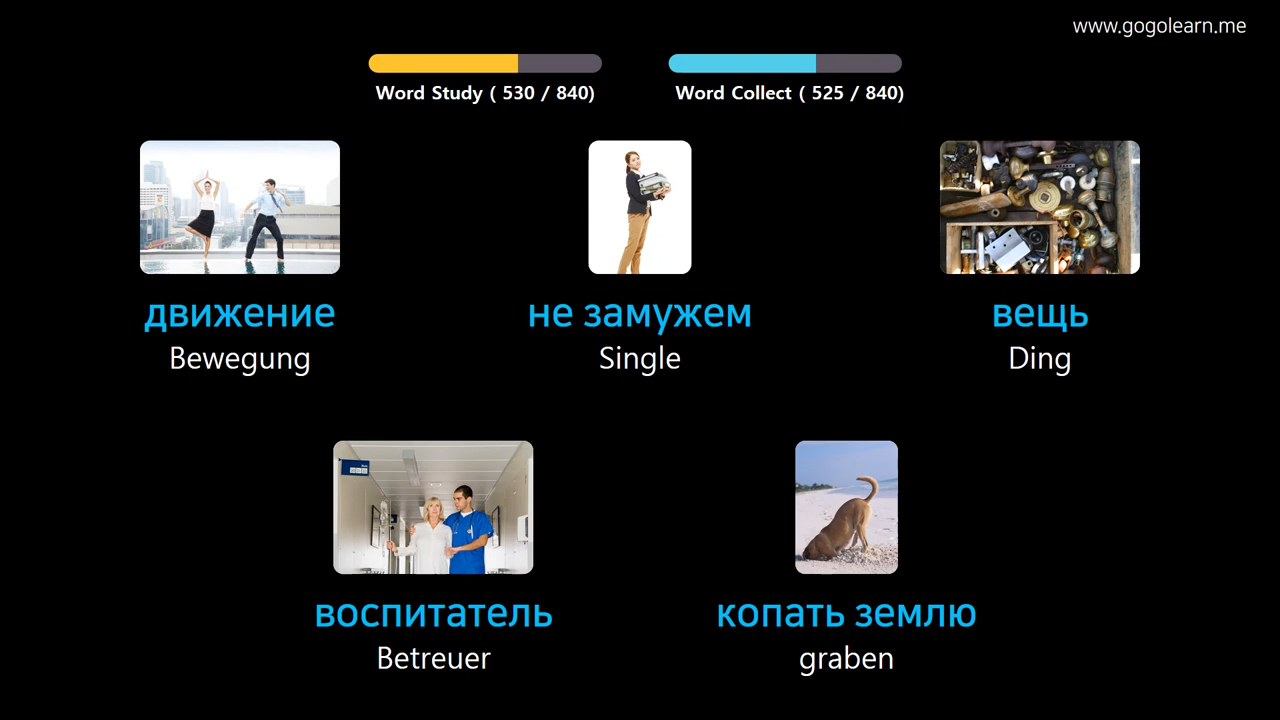 www.gogolearn.me
Word Study ( 530 / 840)
Word Collect ( 525 / 840)
движение
Bewegung
не замужем
Single
вещь
Ding
воспитатель
Betreuer
копать землю
graben